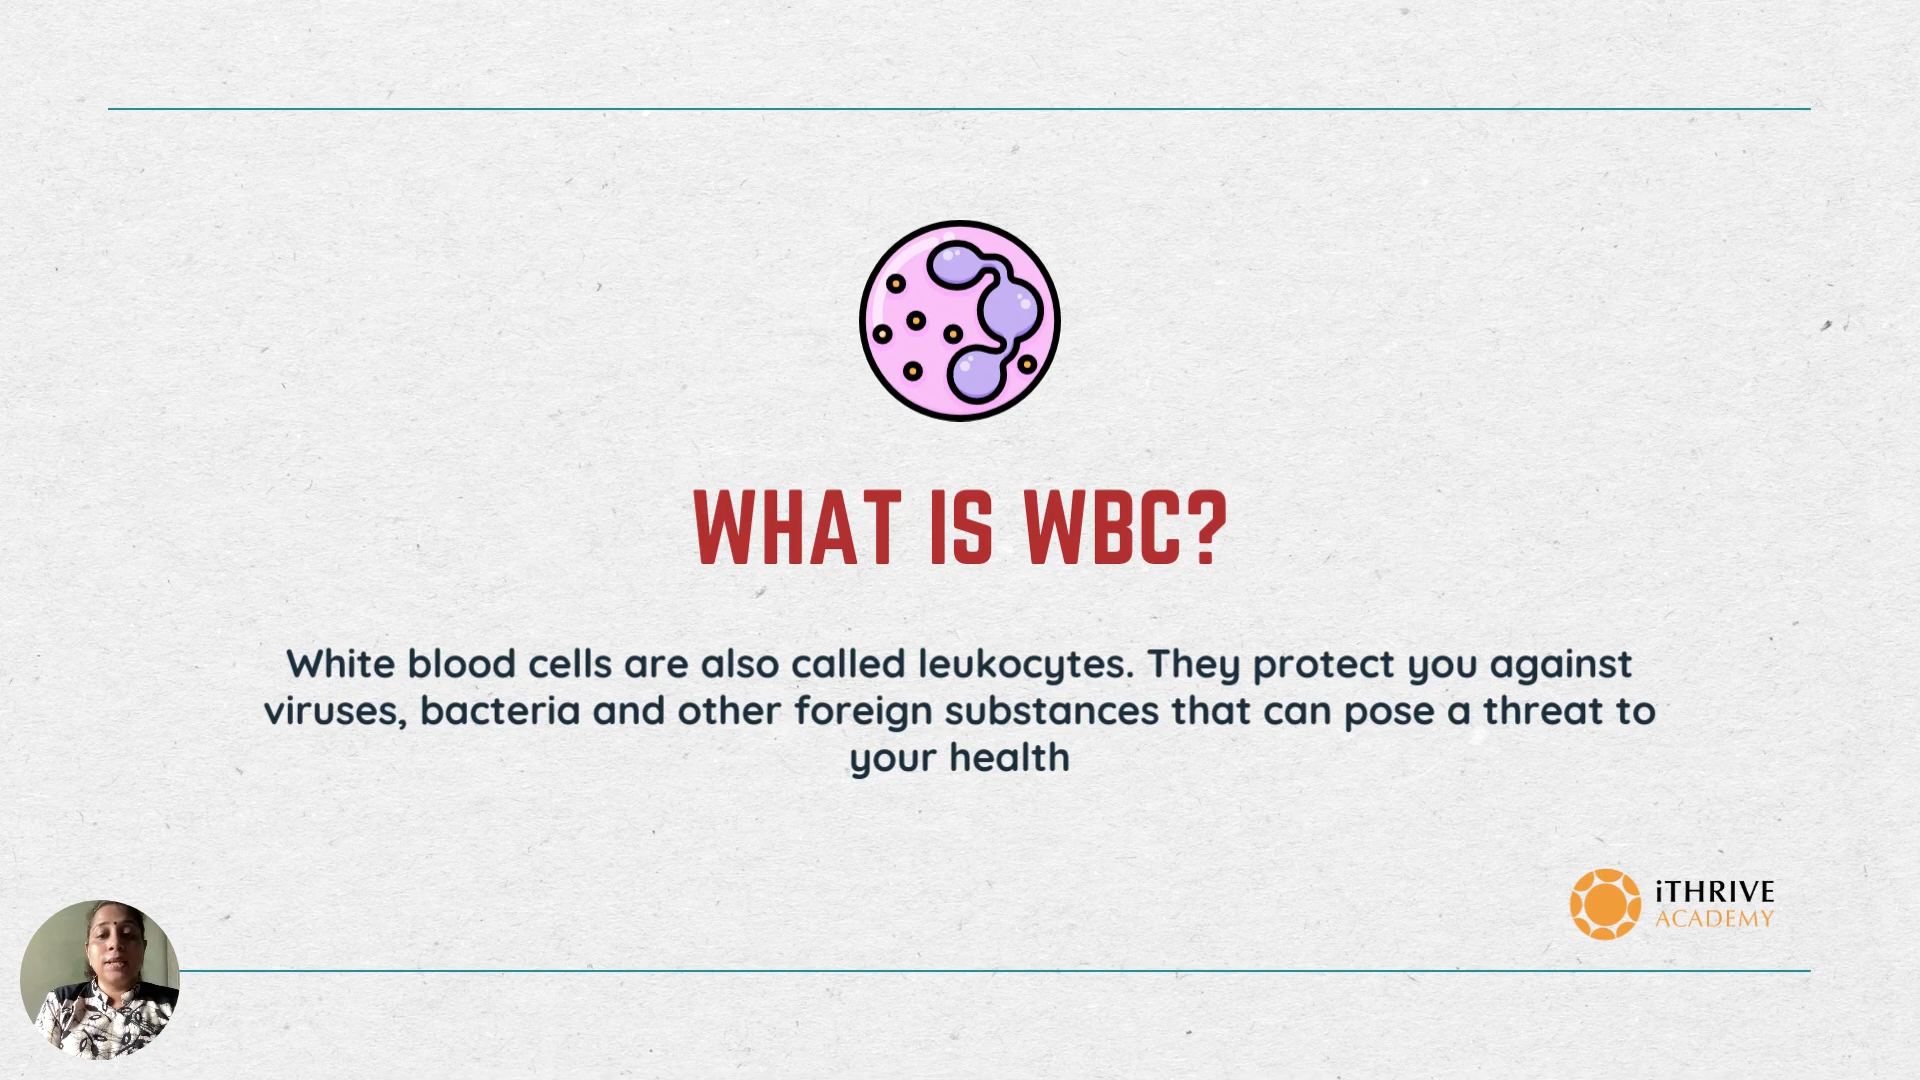 WHAT IS WBC?
White blood cells are also called leukocytes. They protect you against
viruses, bacteria and other foreign substances that can pose a threat to
your health
iTHRIVE
ACADEMY